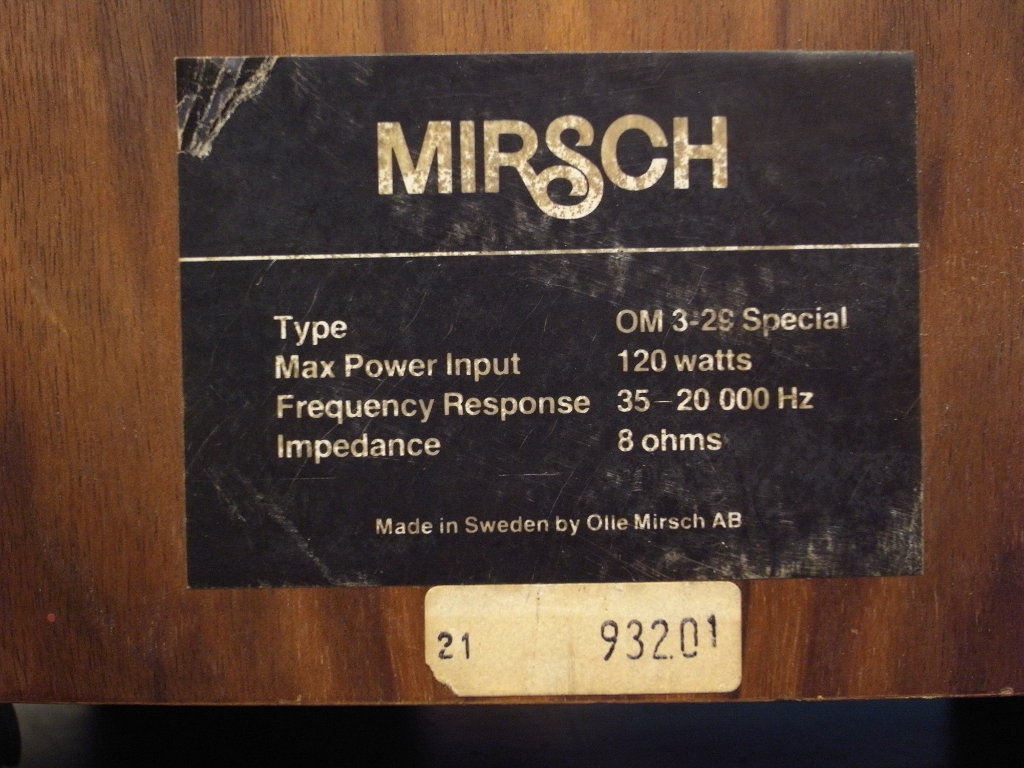 MIRSCH
Type OM 3-29 Special
Max Power Input 120 watts
Frequency Response 35-20 000 Hz
Impedance 8 ohms
Made in Sweden by Olle Mirsch AB
21 93201